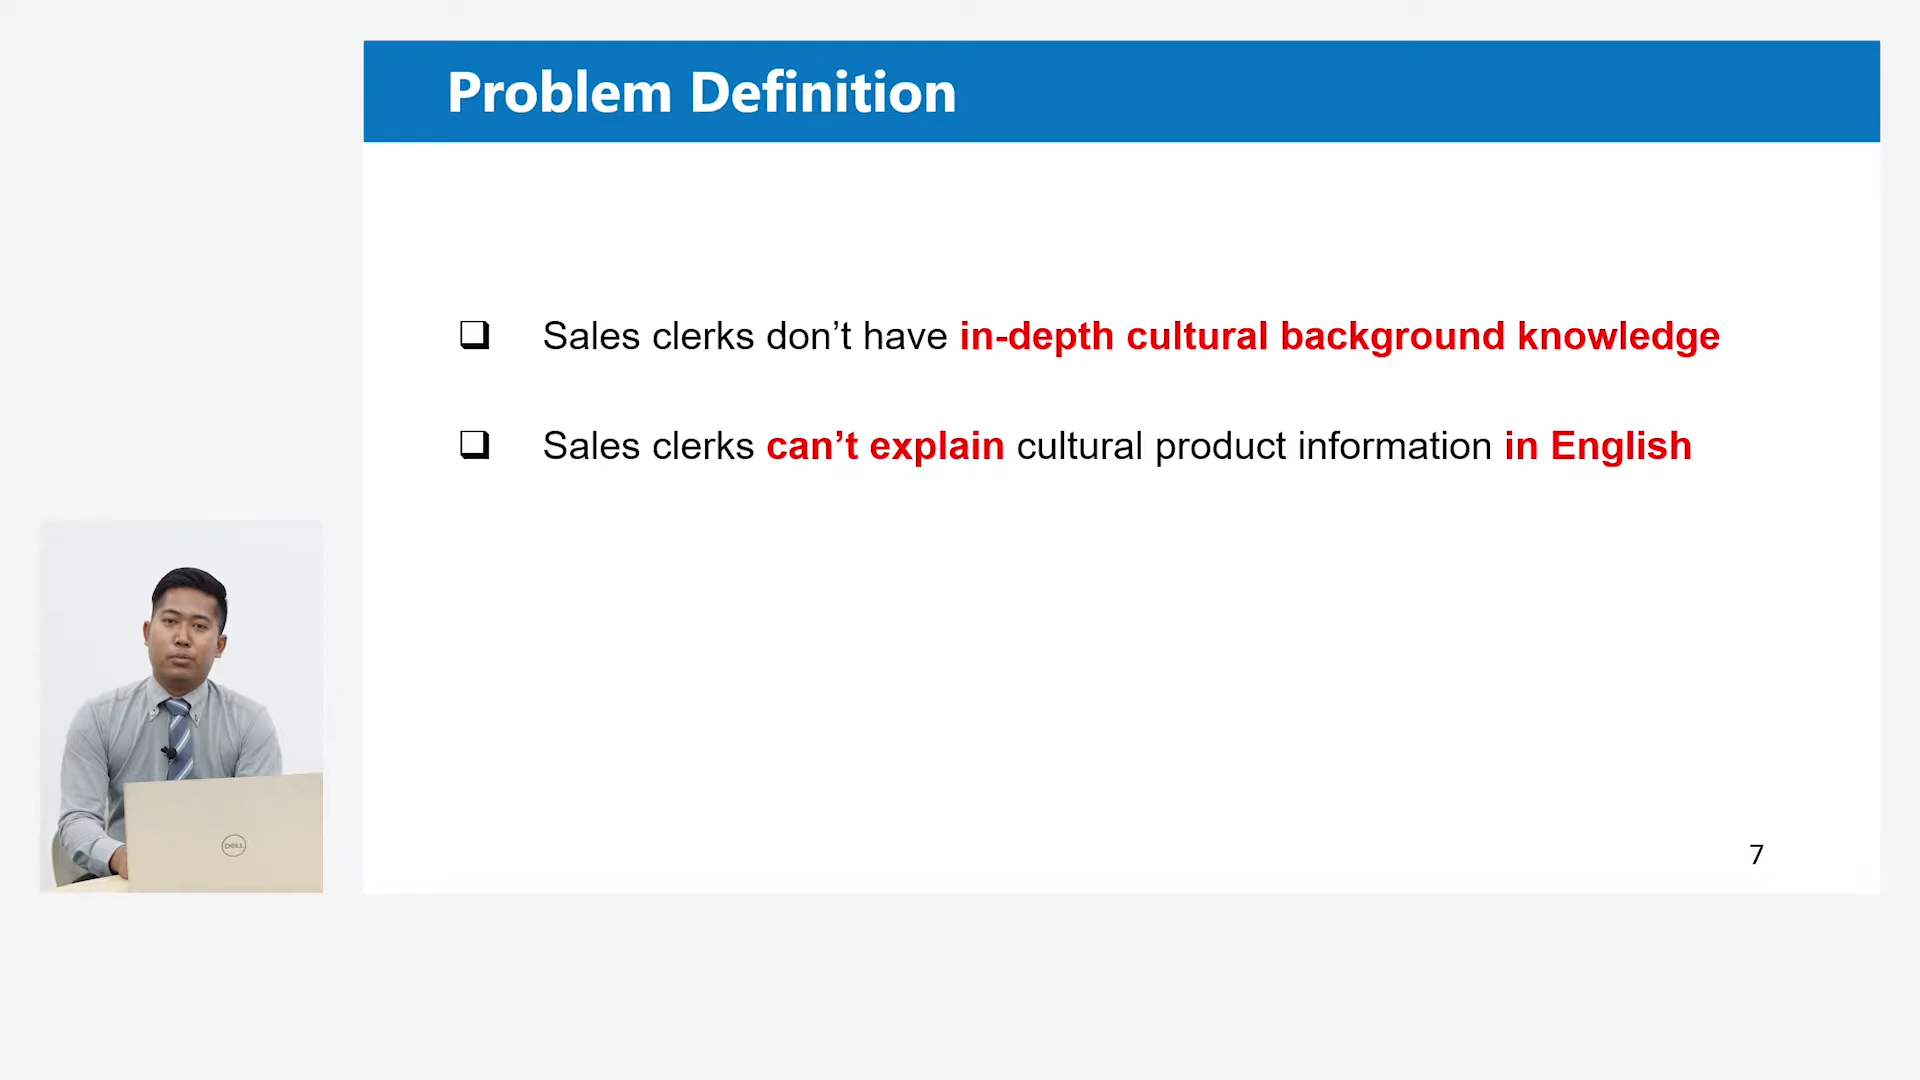 Problem Definition
Sales clerks don’t have in-depth cultural background knowledge
Sales clerks can’t explain cultural product information in English
DELL
7